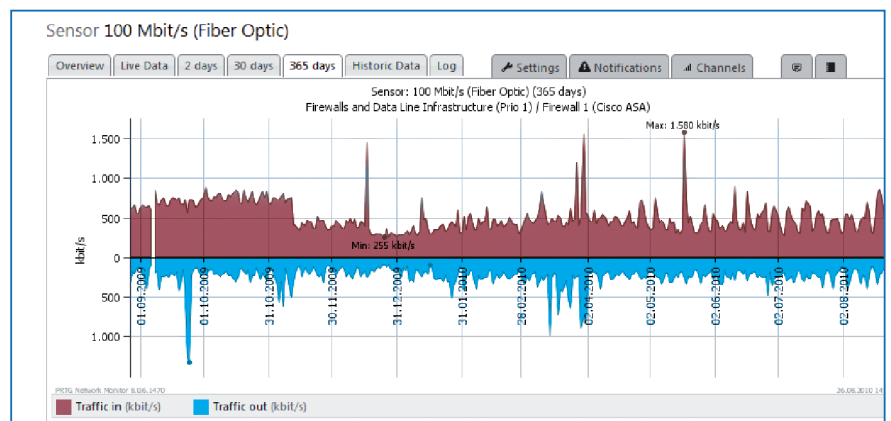 Sensor 100 Mbit/s (Fiber Optic)
Overview Live Data 2 days 30 days 365 days Historic Data Log Settings Notifications Channels
Sensor: 100 Mbit/s (Fiber Optic) (365 days)
Firewalls and Data Line Infrastructure (Prio 1) / Firewall 1 (Cisco ASA)
Max: 1.580 kbit/s
1.500
1.000
500
Min: 255 kbit/s
0
kbit/s
500
1.000
01.09.2009 01.10.2009 31.10.2009 30.11.2009 31.12.2009 31.01.2010 28.02.2010 02.04.2010 02.05.2010 02.06.2010 02.07.2010 02.08.2010
PRTG Network Monitor 8.0.6.1470 26.08.2010
Traffic in (kbit/s) Traffic out (kbit/s)